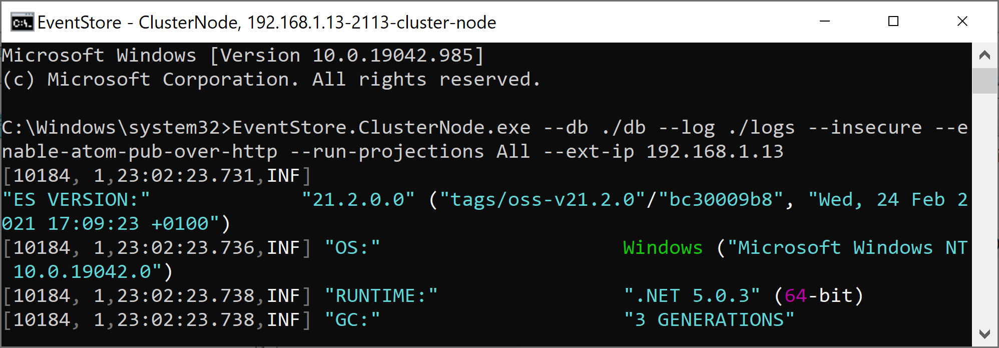 EventStore - ClusterNode, 192.168.1.13-2113-cluster-node
Microsoft Windows [Version 10.0.19042.985]
(c) Microsoft Corporation. All rights reserved.
C:\Windows\system32>EventStore.ClusterNode.exe --db ./db --log ./logs --insecure --e
nable-atom-pub-over-http --run-projections All --ext-ip 192.168.1.13
[10184, 1,23:02:23.731,INF]
"ES VERSION:" "21.2.0.0" ("tags/oss-v21.2.0"/"bc30009b8", "Wed, 24 Feb 2
021 17:09:23 +0100")
[10184, 1,23:02:23.736,INF] "OS:" Windows ("Microsoft Windows NT
10.0.19042.0")
[10184, 1,23:02:23.738,INF] "RUNTIME:" ".NET 5.0.3" (64-bit)
[10184, 1,23:02:23.738,INF] "GC:" "3 GENERATIONS"